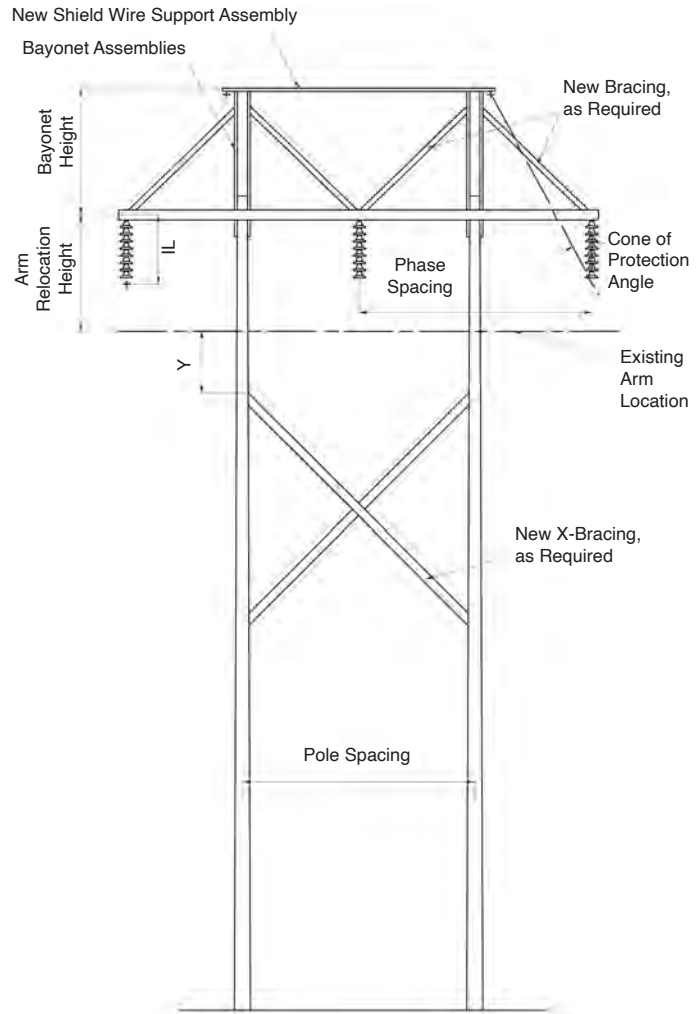 New Shield Wire Support Assembly
Bayonet Assemblies
New Bracing,
as Required
Bayonet
Height
Arm
Relocation
Height
IL
Phase
Spacing
Cone of
Protection
Angle
Y
Existing
Arm
Location
New X-Bracing,
as Required
Pole Spacing